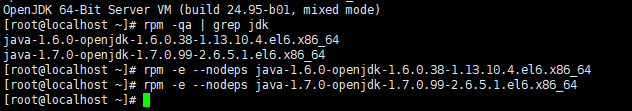 OpenJDK 64-Bit Server VM (build 24.95-b01, mixed mode)
[root@localhost ~]# rpm -qa | grep jdk
java-1.6.0-openjdk-1.6.0.38-1.13.10.4.el6.x86_64
java-1.7.0-openjdk-1.7.0.99-2.6.5.1.el6.x86_64
[root@localhost ~]# rpm -e --nodeps java-1.6.0-openjdk-1.6.0.38-1.13.10.4.el6.x86_64
[root@localhost ~]# rpm -e --nodeps java-1.7.0-openjdk-1.7.0.99-2.6.5.1.el6.x86_64
[root@localhost ~]#